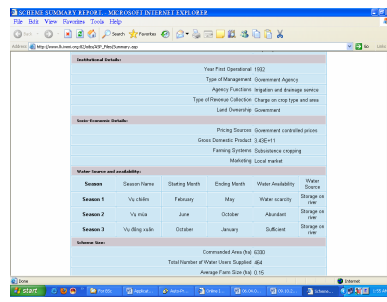 SCHEME SUMMARY REPORT - MICROSOFT INTERNET EXPLORER
File Edit View Favorites Tools Help
Search Favorites
Address Go Links
Institutional Details:
Year First Operational 1932
Type of Management Government Agency
Agency Functions Irrigation and drainage service
Type of Revenue Collection Charge on crop type and area
Land Ownership Government
Socio-Economic Details:
Pricing Sources Government controlled prices
Gross Domestic Product 3.43E+11
Farming Systems Subsistence cropping
Marketing Local market
Water Source and availability:
Season Season Name Starting Month Ending Month Water Availability Water Source
Season 1 Vụ chiêm February May Water scarcity Storage on river
Season 2 Vụ mùa June October Abundant Storage on river
Season 3 Vụ đông xuân October January Sufficient Storage on river
Scheme Size:
Commanded Area (ha) 6380
Total Number of Water Users Supplied 464
Average Farm Size (ha) 0.15
Done Internet
start